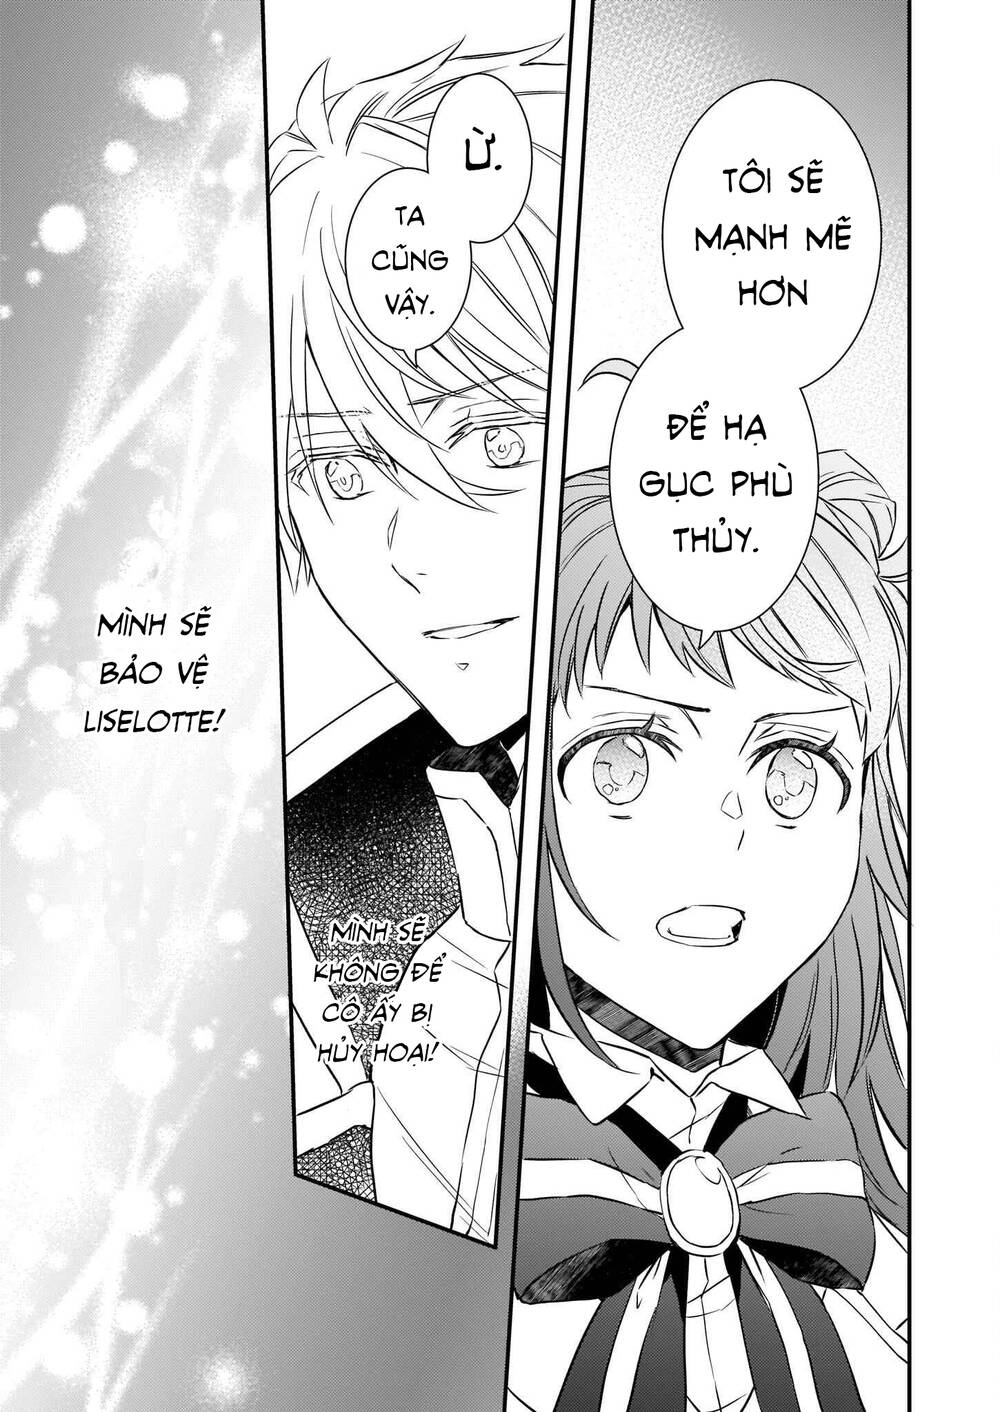 TÔI SẼ
MẠNH MẼ
HƠN
ĐỂ HẠ
GỤC PHÙ
THỦY.
Ừ.
TA
CŨNG
VẬY.
MÌNH SẼ
KHÔNG ĐỂ
CÔ ẤY BỊ
HỦY HOẠI!
MÌNH SẼ
BẢO VỆ
LISELOTTE!